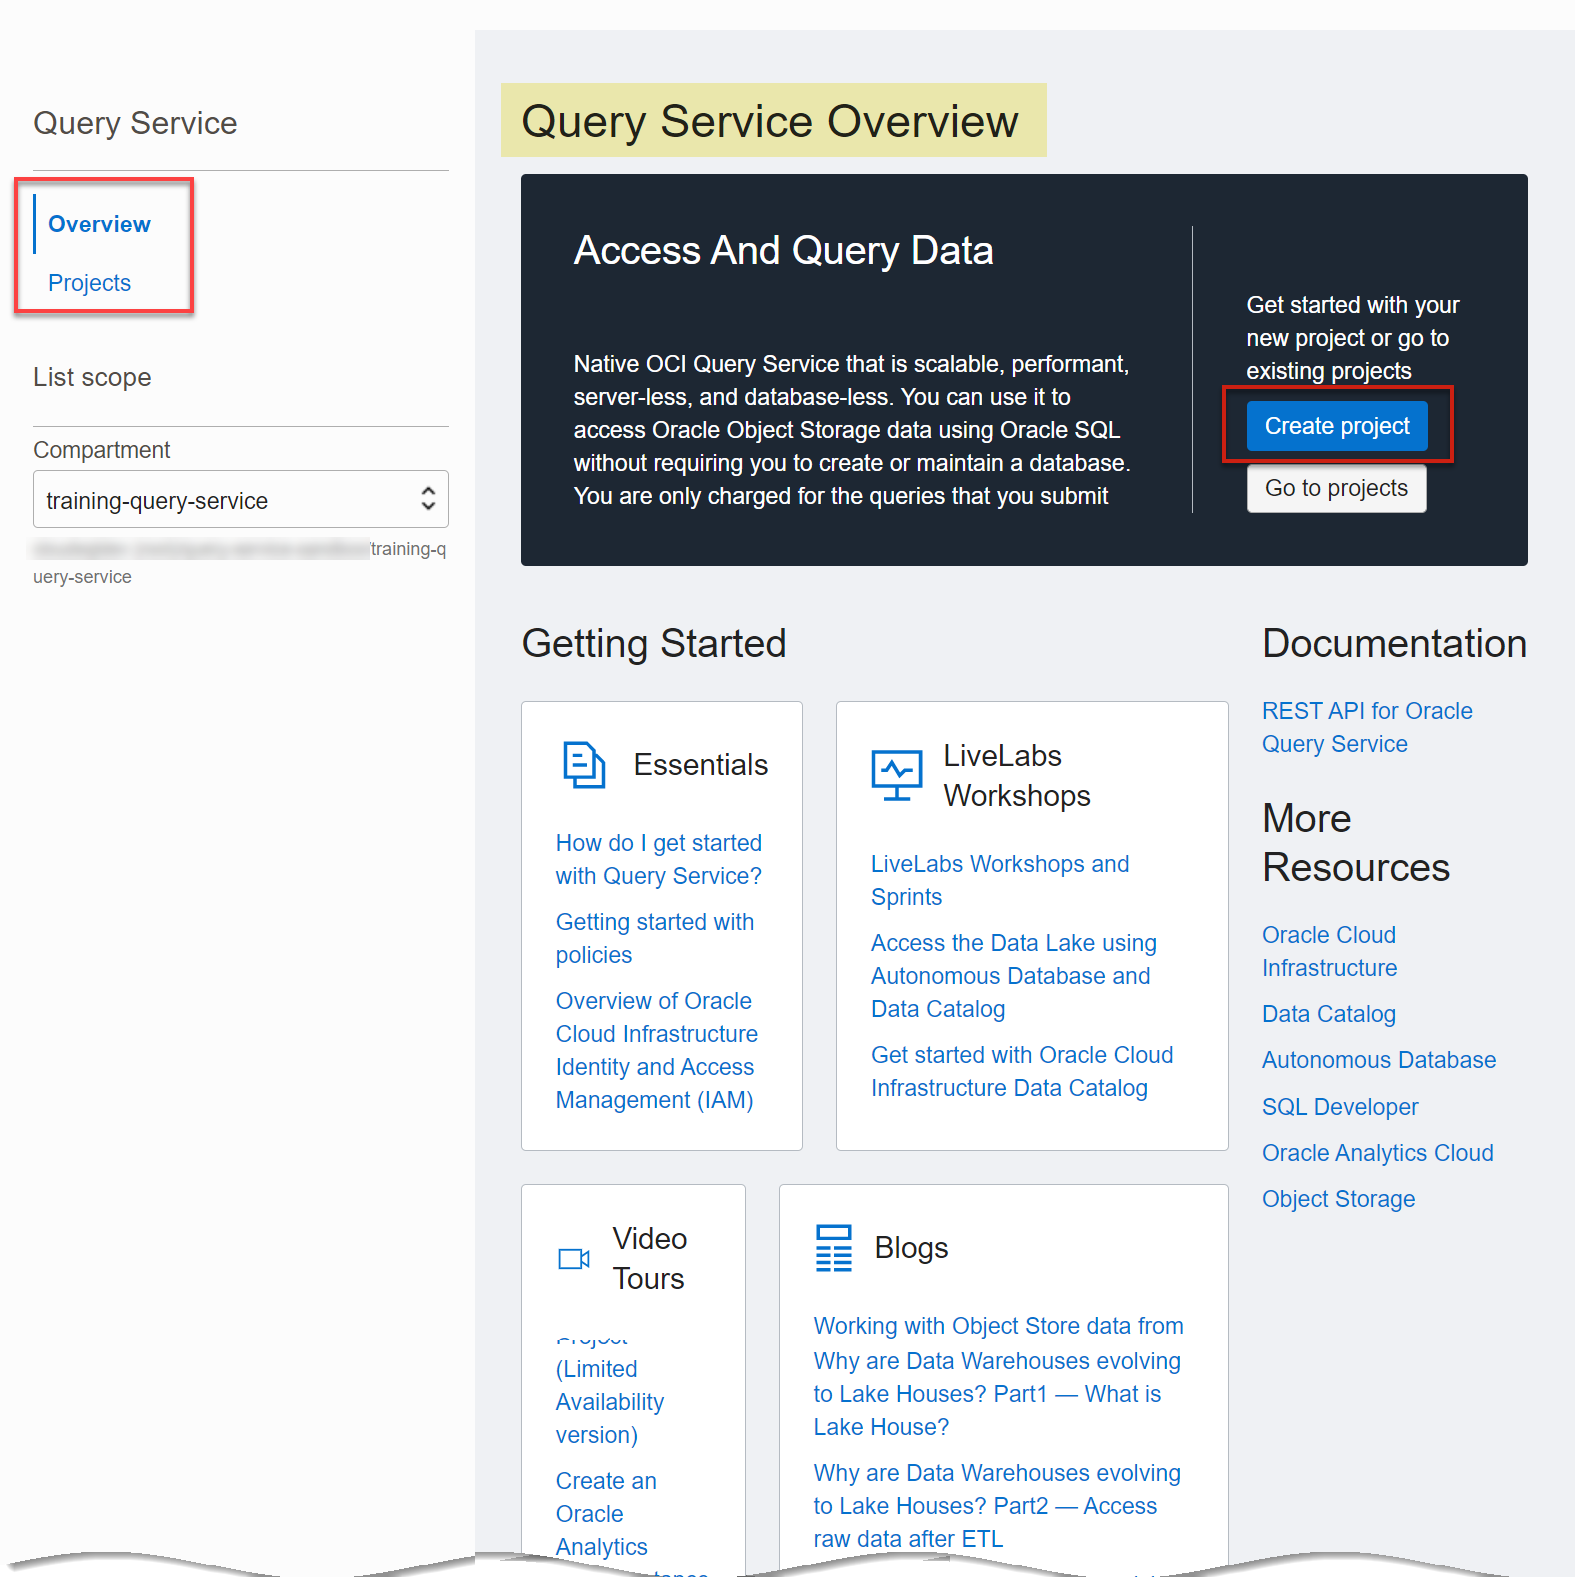 Query Service
Overview
Projects
List scope
Compartment
training-query-service
/training-q
uery-service
Query Service Overview
Access And Query Data
Native OCI Query Service that is scalable, performant,
server-less, and database-less. You can use it to
access Oracle Object Storage data using Oracle SQL
without requiring you to create or maintain a database.
You are only charged for the queries that you submit
Get started with your
new project or go to
existing projects
Create project
Go to projects
Getting Started
Essentials
How do I get started
with Query Service?
Getting started with
policies
Overview of Oracle
Cloud Infrastructure
Identity and Access
Management (IAM)
LiveLabs
Workshops
LiveLabs Workshops and
Sprints
Access the Data Lake using
Autonomous Database and
Data Catalog
Get started with Oracle Cloud
Infrastructure Data Catalog
Video
Tours
Project
(Limited
Availability
version)
Create an
Oracle
Analytics
Blogs
Working with Object Store data from
Why are Data Warehouses evolving
to Lake Houses? Part1 — What is
Lake House?
Why are Data Warehouses evolving
to Lake Houses? Part2 — Access
raw data after ETL
Documentation
REST API for Oracle
Query Service
More
Resources
Oracle Cloud
Infrastructure
Data Catalog
Autonomous Database
SQL Developer
Oracle Analytics Cloud
Object Storage